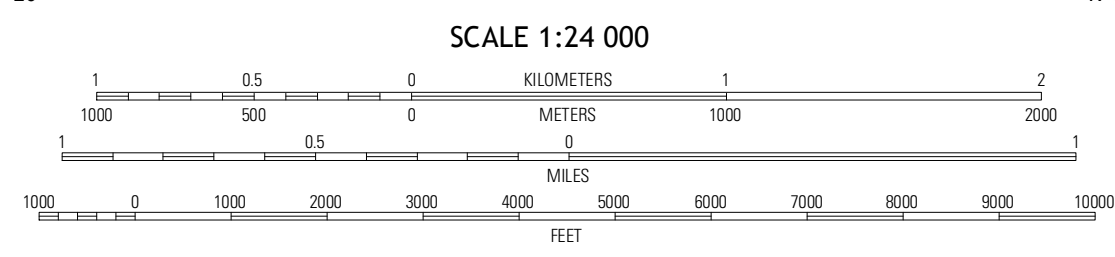 SCALE 1:24 000
1 0.5 0 KILOMETERS 1 2
1000 500 0 METERS 1000 2000
1 0.5 0 1
MILES
1000 0 1000 2000 3000 4000 5000 6000 7000 8000 9000 10000
FEET